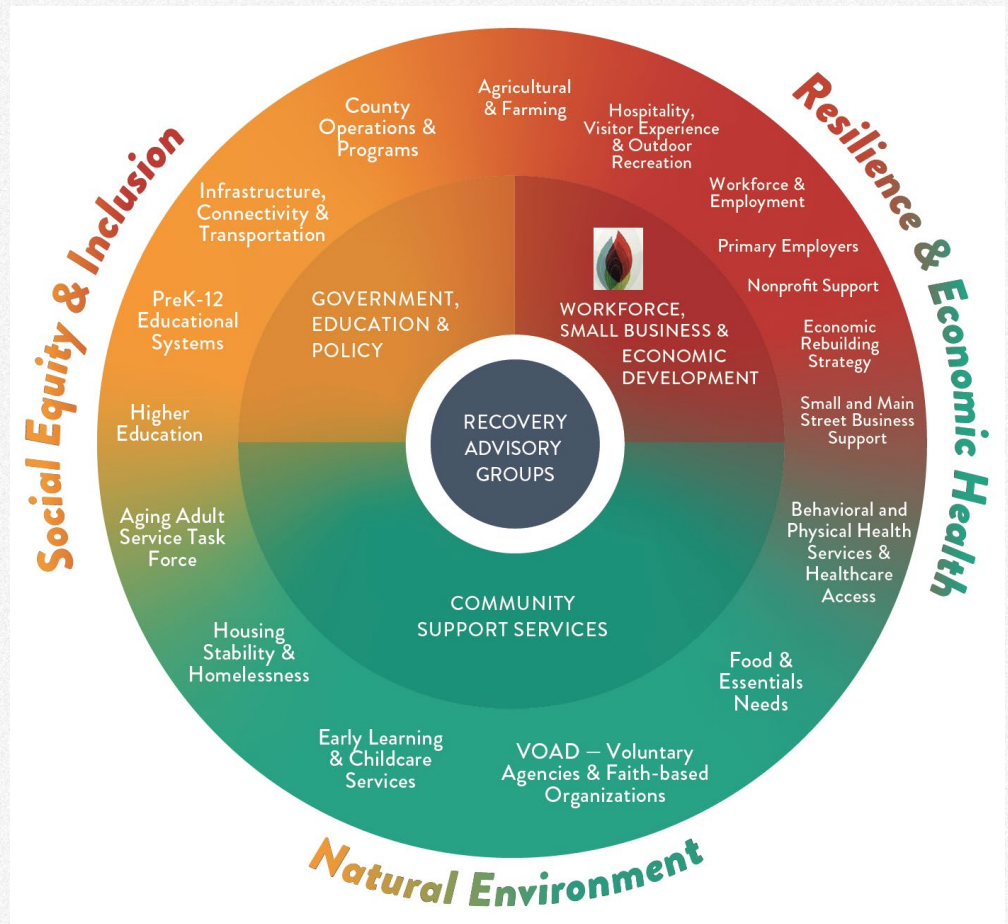 Social Equity & Inclusion
Resilience & Economic Health
Natural Environment
County
Operations &
Programs
Agricultural
& Farming
Hospitality,
Visitor Experience
& Outdoor
Recreation
Workforce &
Employment
Primary Employers
Nonprofit Support
Economic
Rebuilding
Strategy
Small and Main
Street Business
Support
Behavioral and
Physical Health
Services &
Healthcare
Access
Food &
Essentials
Needs
VOAD – Voluntary
Agencies & Faith-based
Organizations
Early Learning
& Childcare
Services
Housing
Stability &
Homelessness
Aging Adult
Service Task
Force
Higher
Education
PreK-12
Educational
Systems
Infrastructure,
Connectivity &
Transportation
GOVERNMENT,
EDUCATION &
POLICY
WORKFORCE,
SMALL BUSINESS &
ECONOMIC
DEVELOPMENT
COMMUNITY
SUPPORT SERVICES
RECOVERY
ADVISORY
GROUPS